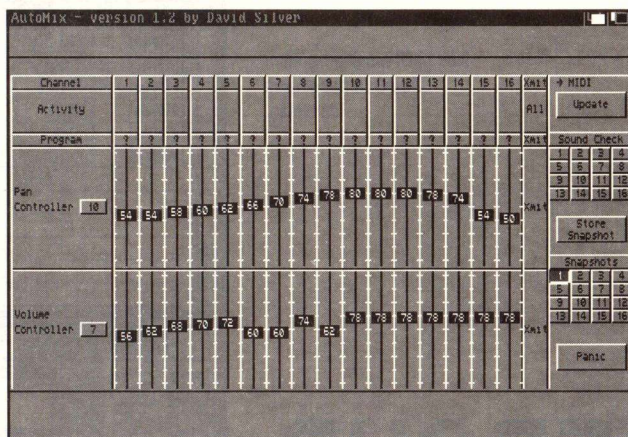 AutoMix - version 1.2 by David Silver
Channel 1 2 3 4 5 6 7 8 9 10 11 12 13 14 15 16 Xmit → MIDI
Activity All Update
Program ? ? ? ? ? ? ? ? ? ? ? ? ? ? ? ? Xmit Sound Check
1 2 3 4
5 6 7 8
9 10 11 12
13 14 15 16
Pan
Controller 10
54 54 58 60 62 66 70 74 78 80 80 80 78 74 54 50
Xmit
Store
Snapshot
Snapshots
1 2 3 4
5 6 7 8
9 10 11 12
13 14 15 16
Volume
Controller 7
56 62 68 70 72 60 60 74 62 78 78 78 78 78 78 78
Xmit
Panic